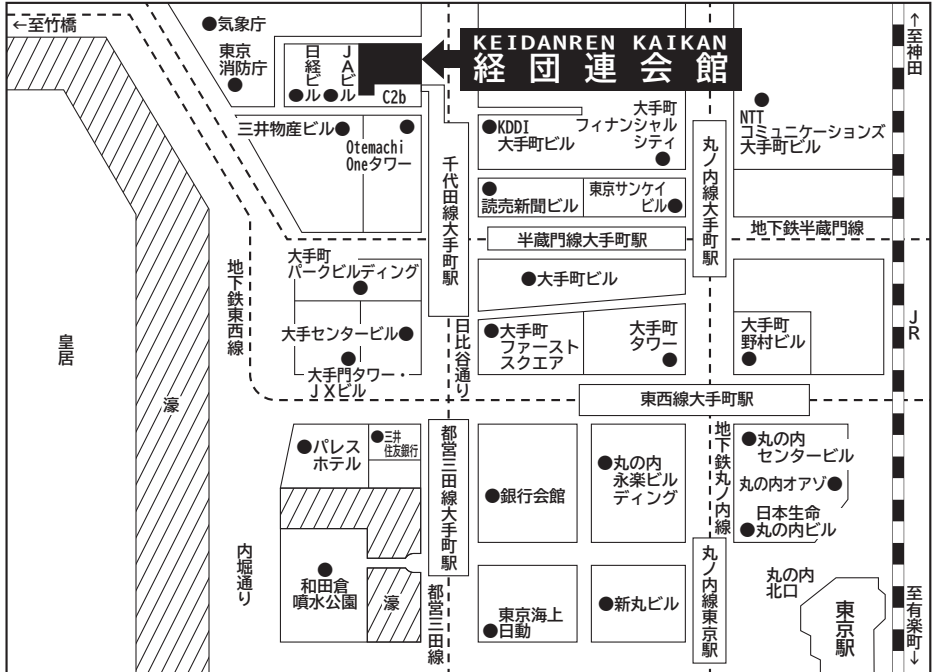 ←至竹橋
●気象庁
東京
消防庁
日経ビル
JAビル
C2b
KEIDANREN KAIKAN
経団連会館
↑至神田
三井物産ビル
Otemachi
Oneタワー
千代田線大手町駅
KDDI
大手町ビル
大手町
フィナンシャル
シティ
丸ノ内線大手町駅
NTT
コミュニケーションズ
大手町ビル
読売新聞ビル
東京サンケイ
ビル
半蔵門線大手町駅
地下鉄半蔵門線
大手町
パークビルディング
大手町ビル
地下鉄東西線
大手センタービル
大手門タワー・
JXビル
日比谷通り
大手町
ファースト
スクエア
大手町
タワー
大手町
野村ビル
JR
皇居
濠
東西線大手町駅
パレス
ホテル
三井
住友銀行
都営三田線大手町駅
銀行会館
丸の内
永楽ビル
ディング
地下鉄丸ノ内線
丸の内
センタービル
丸の内オアゾ
日本生命
丸の内ビル
内堀通り
和田倉
噴水公園
濠
都営三田線
東京海上
日動
新丸ビル
丸ノ内線東京駅
丸の内
北口
東京駅
至有楽町↓